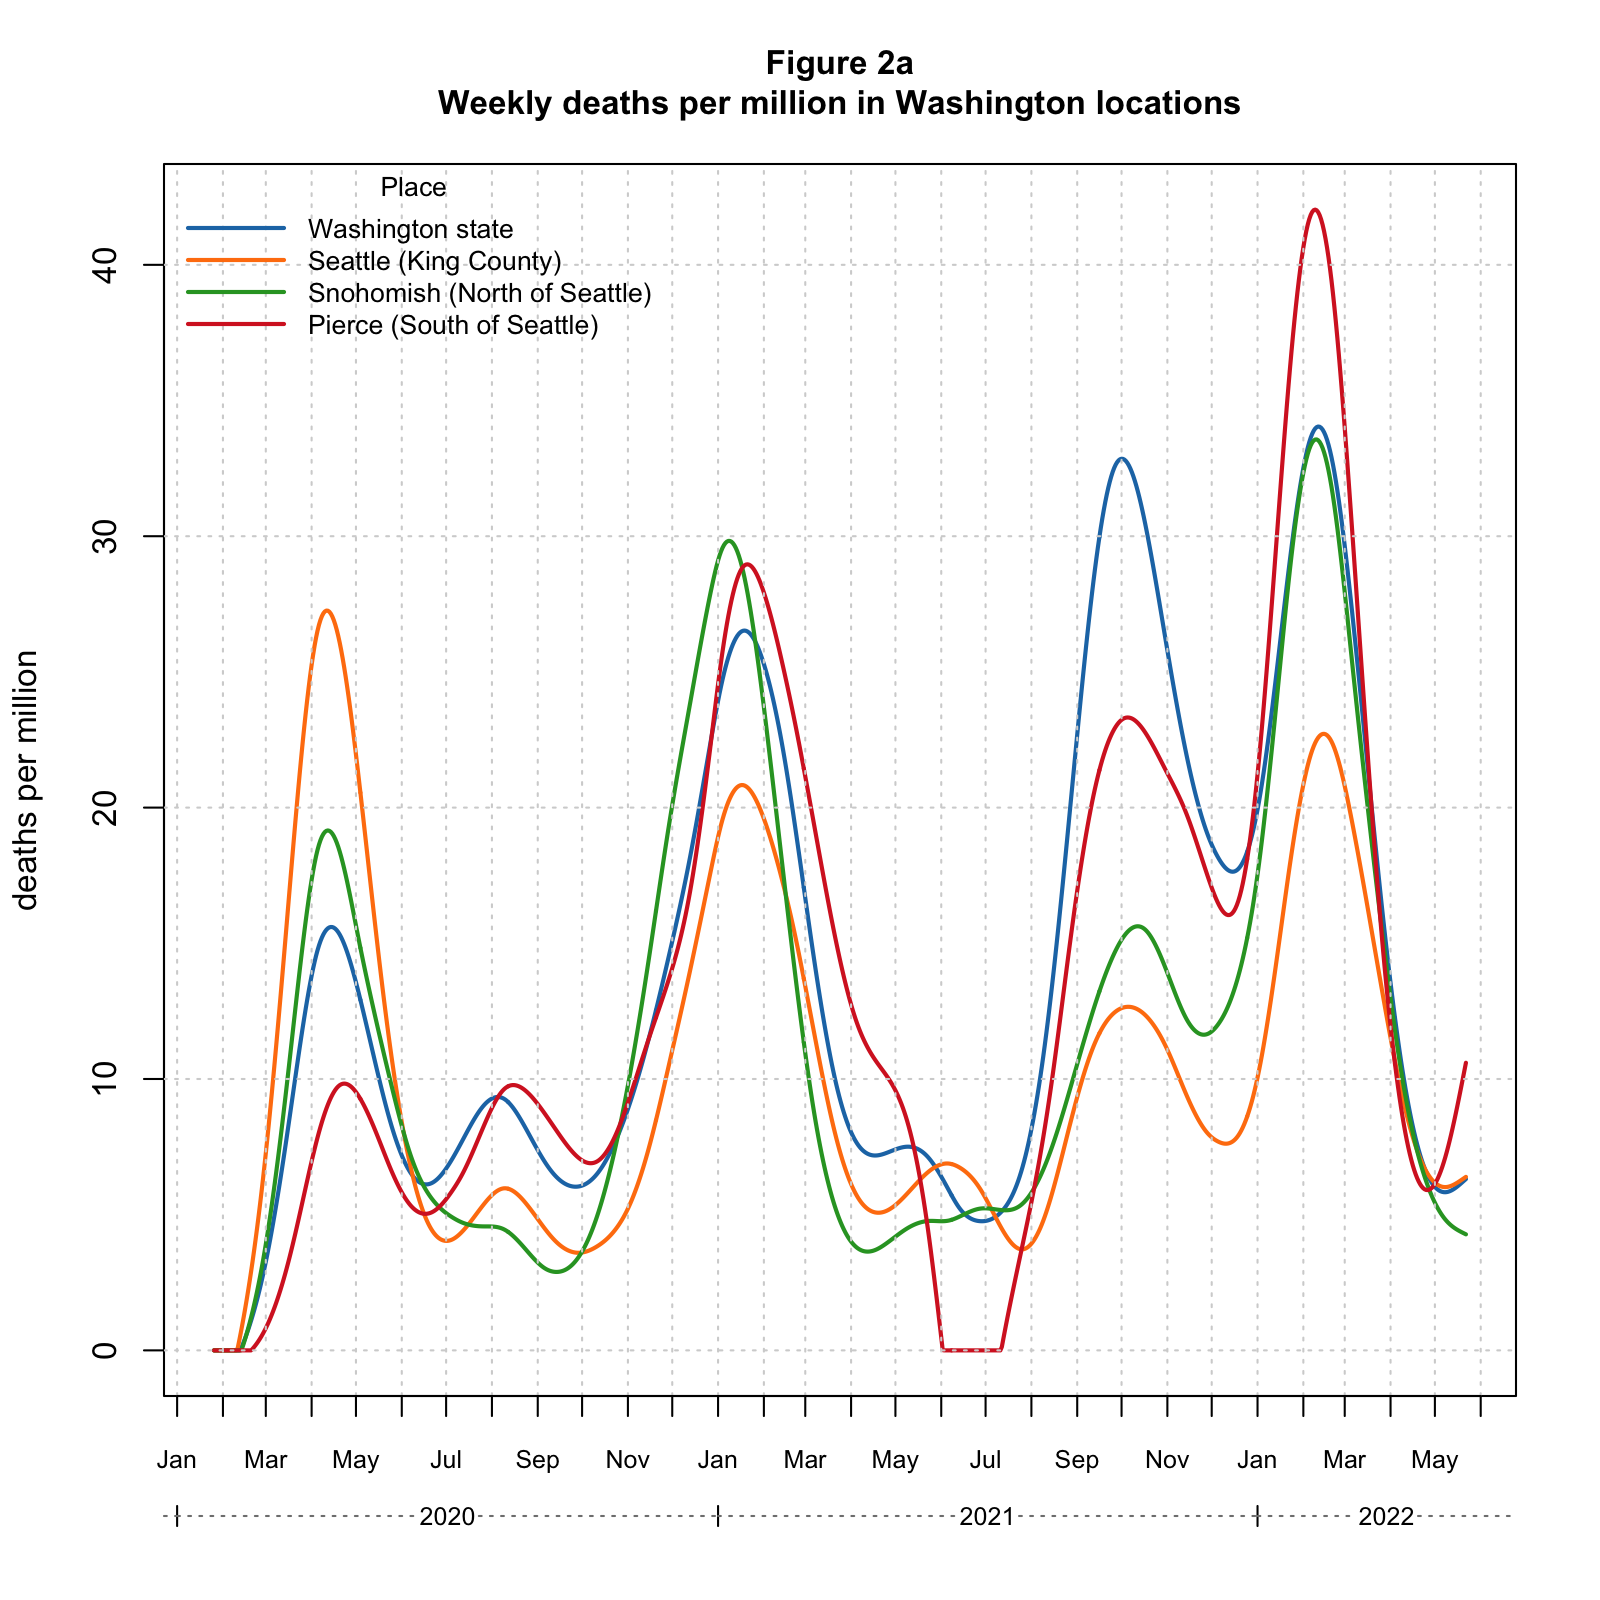 Figure 2a
Weekly deaths per million in Washington locations
Place
Washington state
Seattle (King County)
Snohomish (North of Seattle)
Pierce (South of Seattle)
deaths per million
40
30
20
10
0
Jan Mar May Jul Sep Nov Jan Mar May Jul Sep Nov Jan Mar May
2020 2021 2022